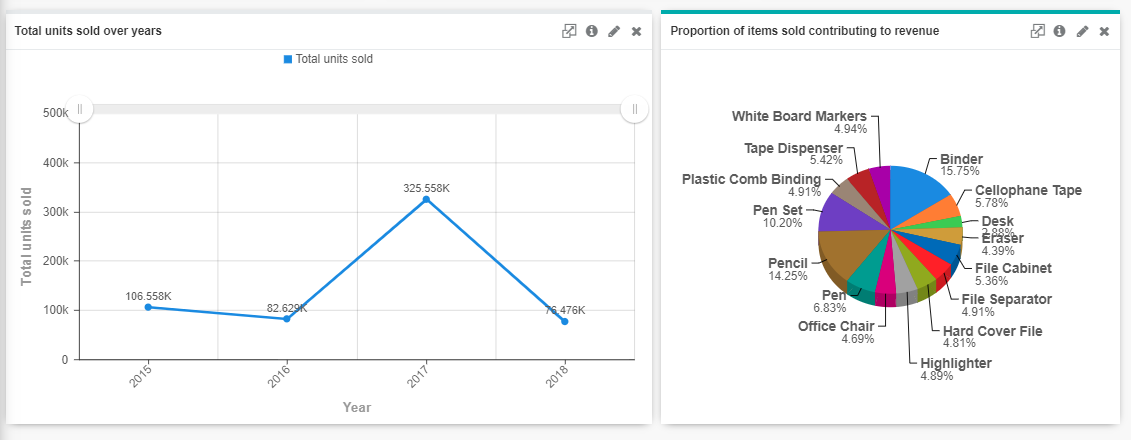 Total units sold over years
Total units sold
500k
400k
300k
200k
100k
0
Total units sold
106.558K
82.629K
325.558K
76.476K
2015
2016
2017
2018
Year
Proportion of items sold contributing to revenue
White Board Markers
4.94%
Tape Dispenser
5.42%
Plastic Comb Binding
4.91%
Pen Set
10.20%
Pencil
14.25%
Pen
6.83%
Office Chair
4.69%
Binder
15.75%
Cellophane Tape
5.78%
Desk
2.88%
Eraser
4.39%
File Cabinet
5.36%
File Separator
4.91%
Hard Cover File
4.81%
Highlighter
4.89%